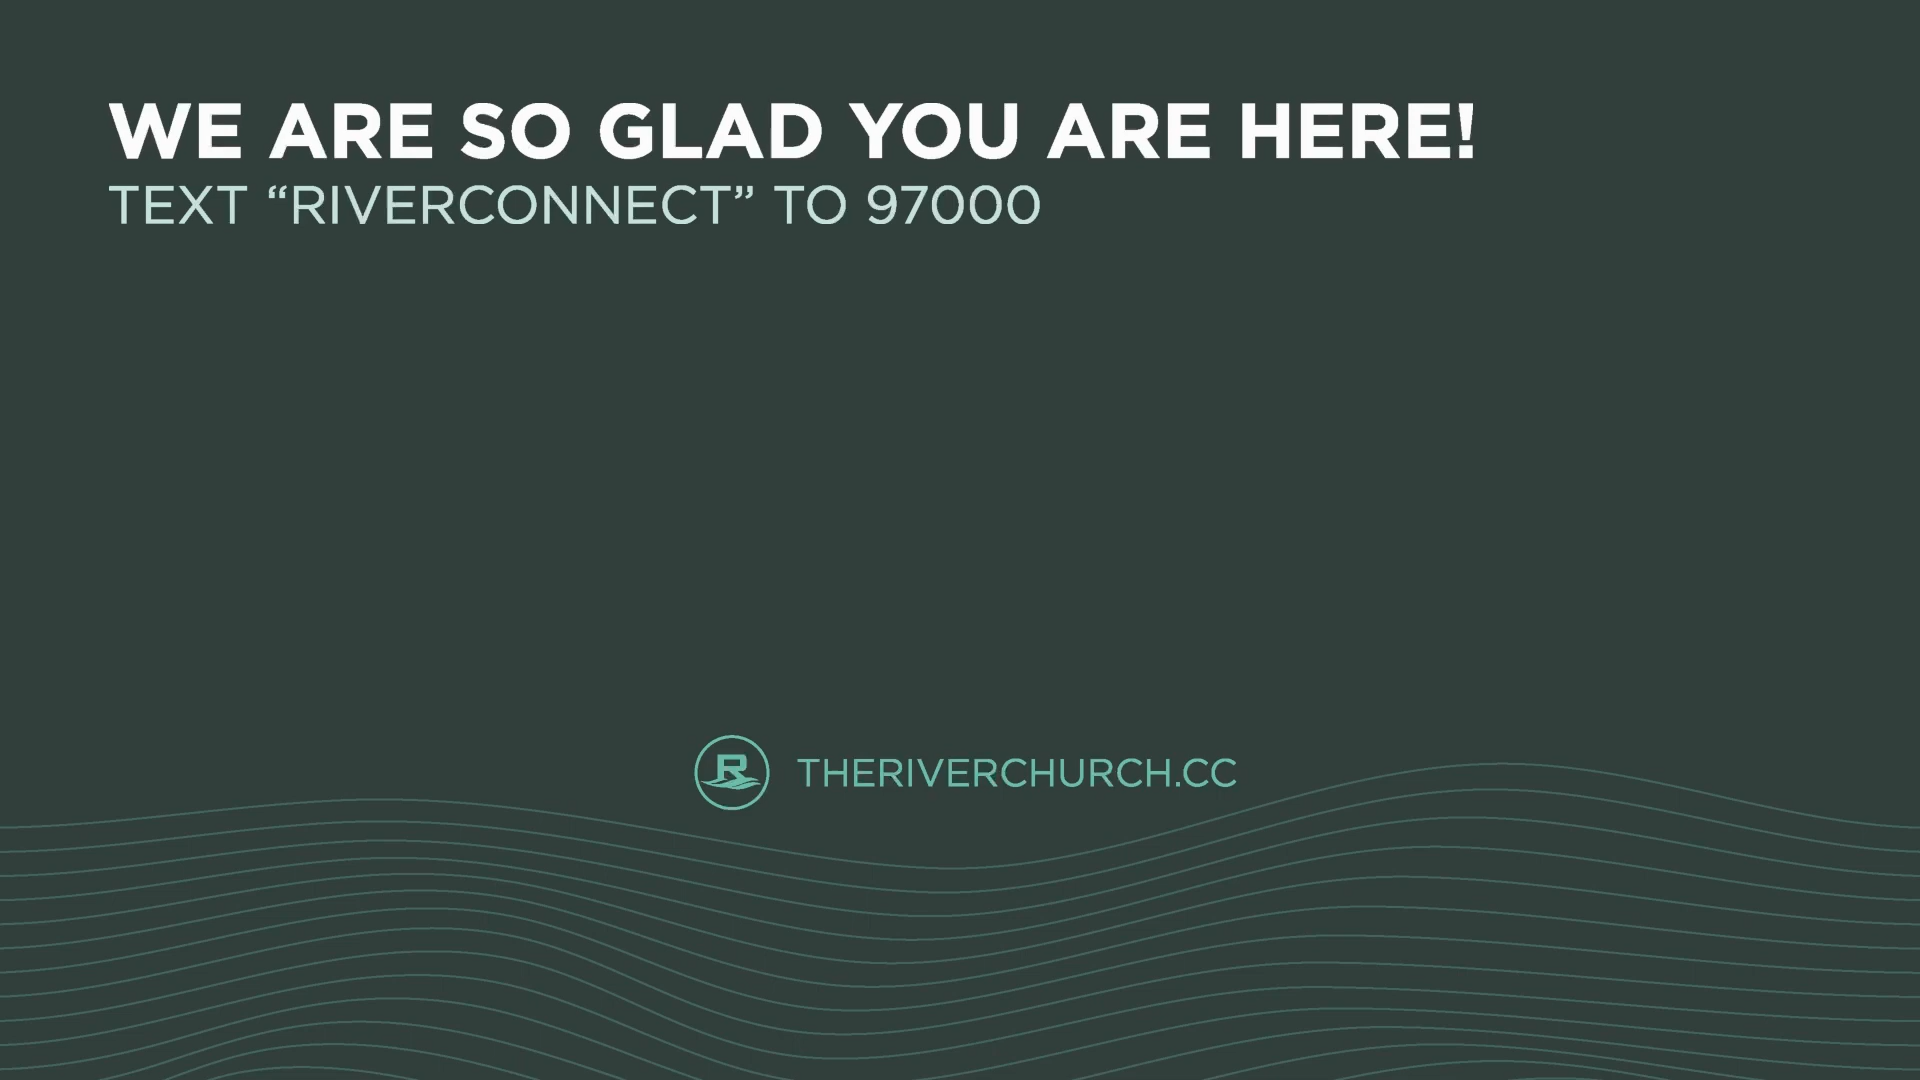 WE ARE SO GLAD YOU ARE HERE!
TEXT “RIVERCONNECT” TO 97000
R THERIVERCHURCH.CC